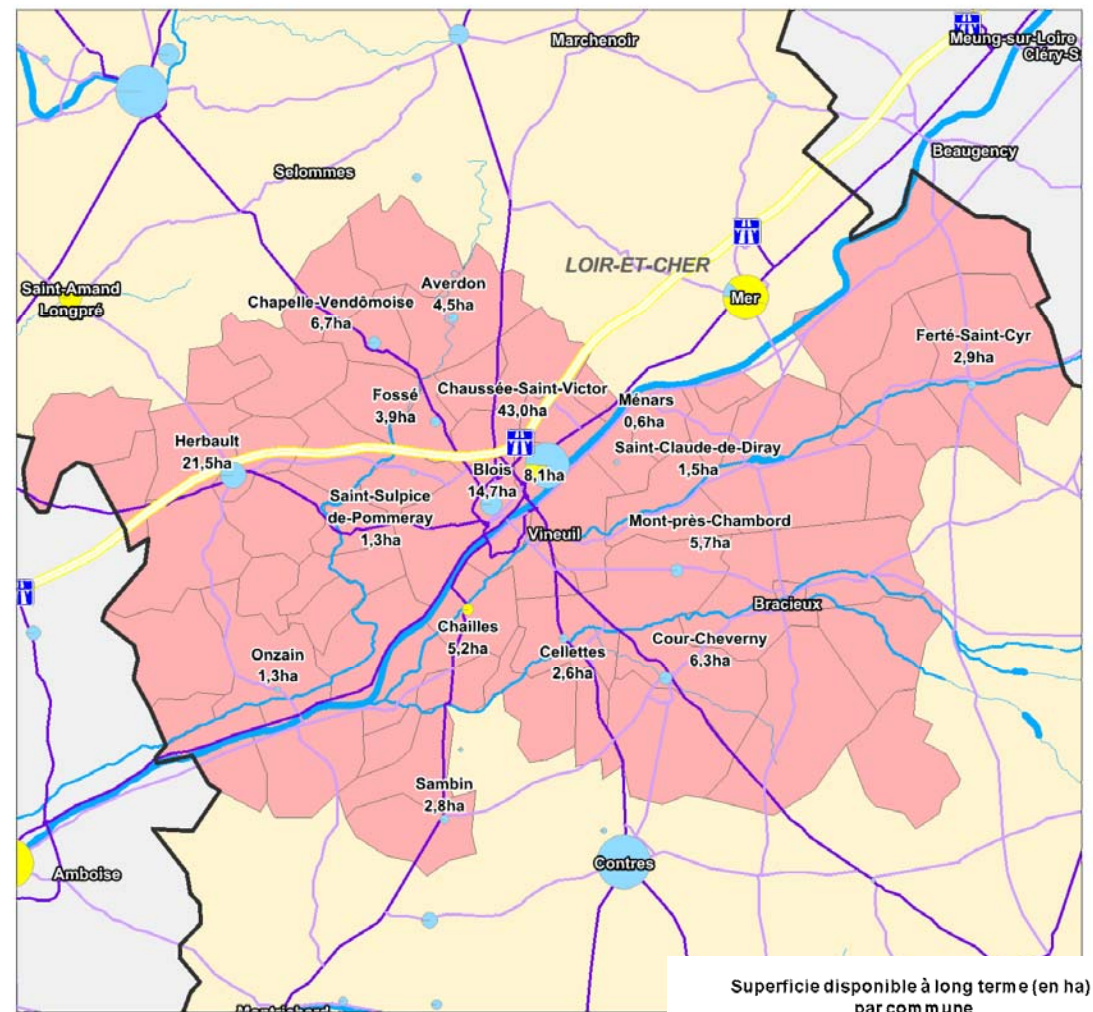 Marchenoir
Meung-sur-Loire
Cléry-S
Beaugency
Selommes
LOIR-ET-CHER
Saint-Amand
Longpré
Averdon
4,5ha
Chapelle-Vendômoise
6,7ha
Mer
Ferté-Saint-Cyr
2,9ha
Chaussée-Saint-Victor
43,0ha
Fossé
3,9ha
Ménars
0,6ha
Herbault
21,5ha
Saint-Claude-de-Diray
1,5ha
Blois
14,7ha
8,1ha
Saint-Sulpice
de-Pommeray
1,3ha
Mont-près-Chambord
5,7ha
Vineuil
Bracieux
Chailles
5,2ha
Cour-Cheverny
6,3ha
Cellettes
2,6ha
Onzain
1,3ha
Sambin
2,8ha
Contres
Amboise
Montrichard
Superficie disponible à long terme (en ha)
par commune